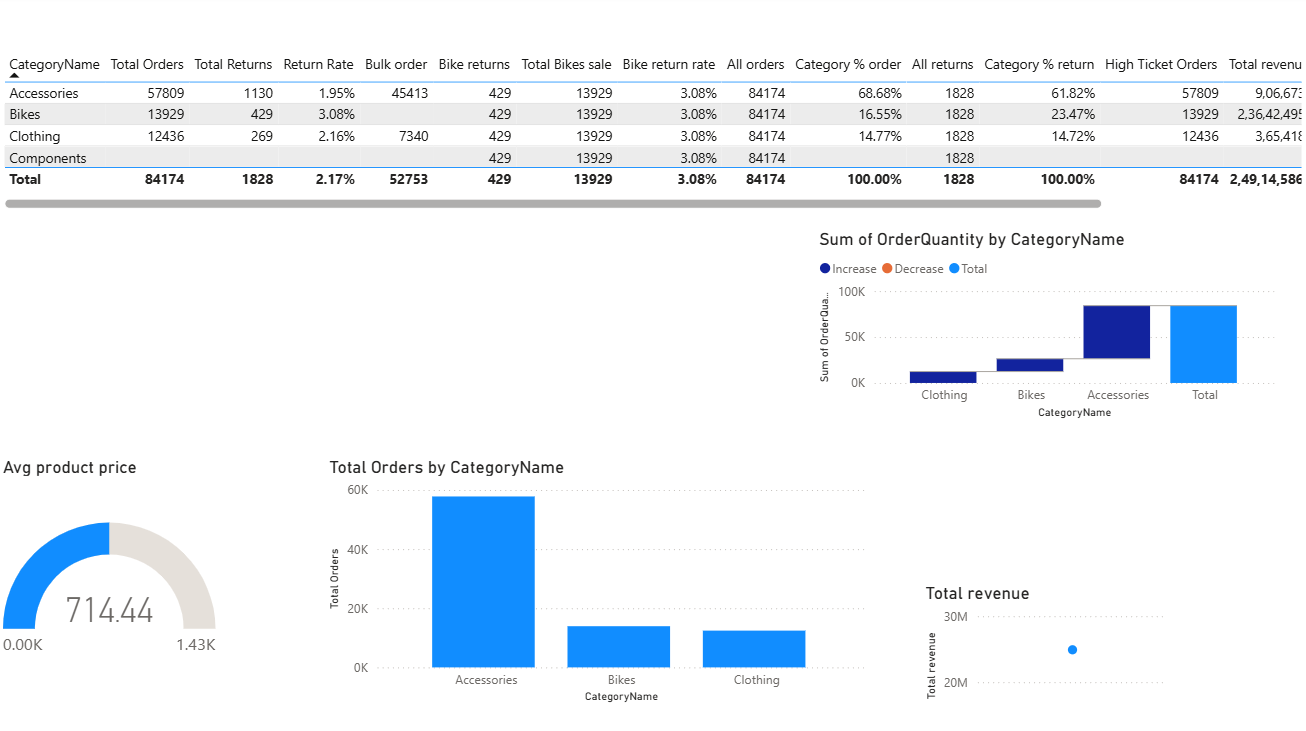 CategoryName Total Orders Total Returns Return Rate Bulk order Bike returns Total Bikes sale Bike return rate All orders Category % order All returns Category % return High Ticket Orders Total revenu
Accessories 57809 1130 1.95% 45413 429 13929 3.08% 84174 68.68% 1828 61.82% 57809 9,06,673
Bikes 13929 429 3.08% 429 13929 3.08% 84174 16.55% 1828 23.47% 13929 2,36,42,495
Clothing 12436 269 2.16% 7340 429 13929 3.08% 84174 14.77% 1828 14.72% 12436 3,65,418
Components 429 13929 3.08% 84174 1828
Total 84174 1828 2.17% 52753 429 13929 3.08% 84174 100.00% 1828 100.00% 84174 2,49,14,586
Sum of OrderQuantity by CategoryName
Increase Decrease Total
Sum of OrderQua...
100K
50K
0K
Clothing Bikes Accessories Total
CategoryName
Avg product price
714.44
0.00K 1.43K
Total Orders by CategoryName
Total Orders
60K
40K
20K
0K
Accessories Bikes Clothing
CategoryName
Total revenue
Total revenue
30M
20M